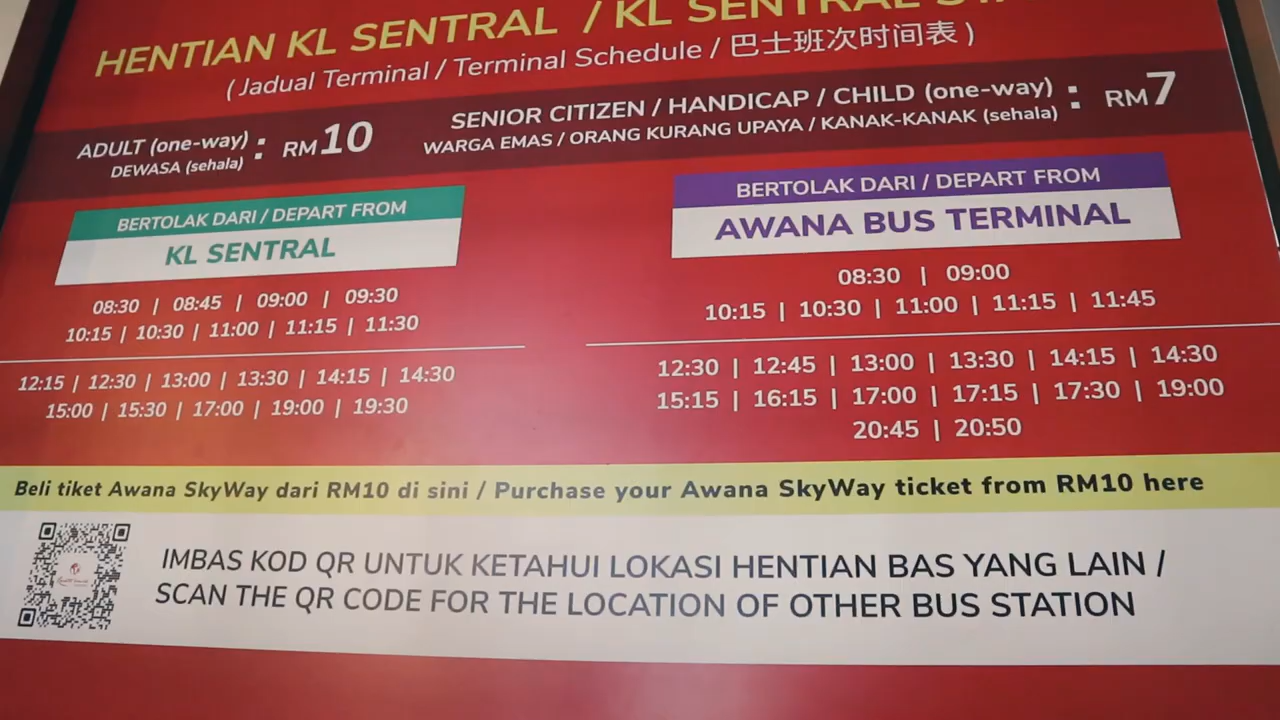 HENTIAN KL SENTRAL / KL SENTRAL
( Jadual Terminal / Terminal Schedule / 巴士班次时间表 )
ADULT (one-way) : RM10
DEWASA (sehala)
SENIOR CITIZEN / HANDICAP / CHILD (one-way) : RM7
WARGA EMAS / ORANG KURANG UPAYA / KANAK-KANAK (sehala)
BERTOLAK DARI / DEPART FROM
KL SENTRAL
08:30 | 08:45 | 09:00 | 09:30
10:15 | 10:30 | 11:00 | 11:15 | 11:30
12:15 | 12:30 | 13:00 | 13:30 | 14:15 | 14:30
15:00 | 15:30 | 17:00 | 19:00 | 19:30
BERTOLAK DARI / DEPART FROM
AWANA BUS TERMINAL
08:30 | 09:00
10:15 | 10:30 | 11:00 | 11:15 | 11:45
12:30 | 12:45 | 13:00 | 13:30 | 14:15 | 14:30
15:15 | 16:15 | 17:00 | 17:15 | 17:30 | 19:00
20:45 | 20:50
Beli tiket Awana SkyWay dari RM10 di sini / Purchase your Awana SkyWay ticket from RM10 here
IMBAS KOD QR UNTUK KETAHUI LOKASI HENTIAN BAS YANG LAIN /
SCAN THE QR CODE FOR THE LOCATION OF OTHER BUS STATION